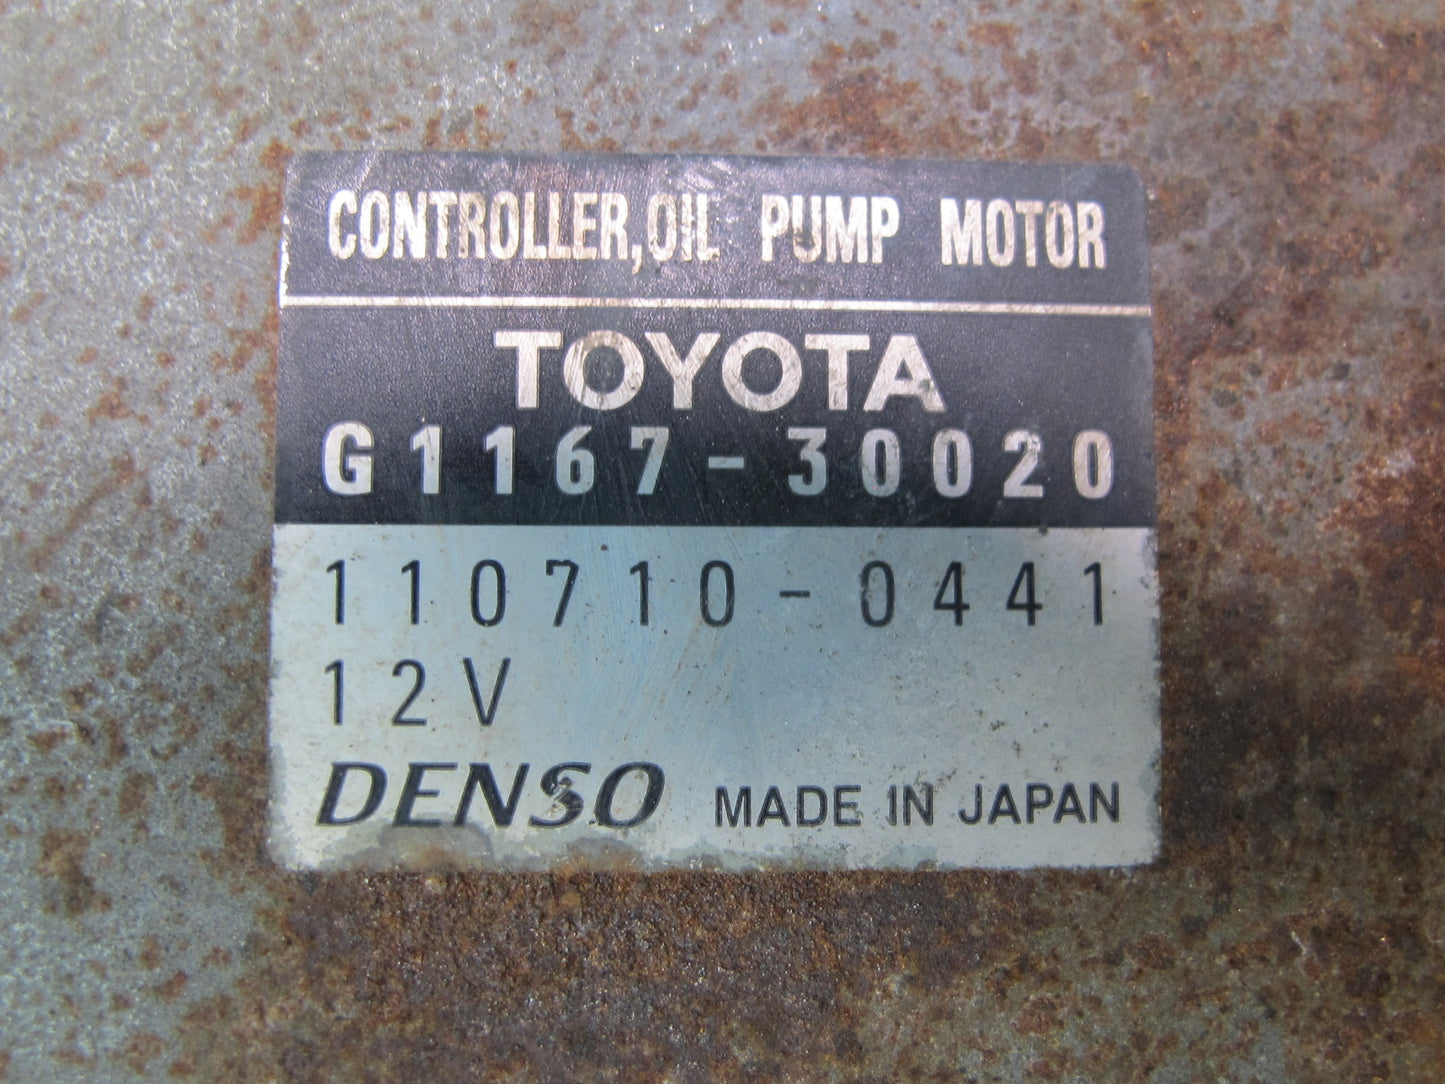 CONTROLLER,OIL PUMP MOTOR
TOYOTA
G1167-30020
110710-0441
12V
DENSO MADE IN JAPAN